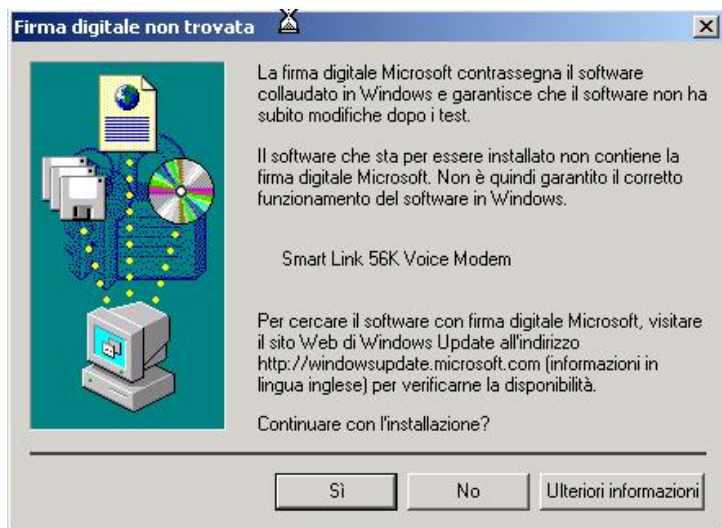 Firma digitale non trovata
La firma digitale Microsoft contrassegna il software
collaudato in Windows e garantisce che il software non ha
subito modifiche dopo i test.
Il software che sta per essere installato non contiene la
firma digitale Microsoft. Non è quindi garantito il corretto
funzionamento del software in Windows.
Smart Link 56K Voice Modem
Per cercare il software con firma digitale Microsoft, visitare
il sito Web di Windows Update all'indirizzo
http://windowsupdate.microsoft.com (informazioni in
lingua inglese) per verificarne la disponibilità.
Continuare con l'installazione?
Sì
No
Ulteriori informazioni